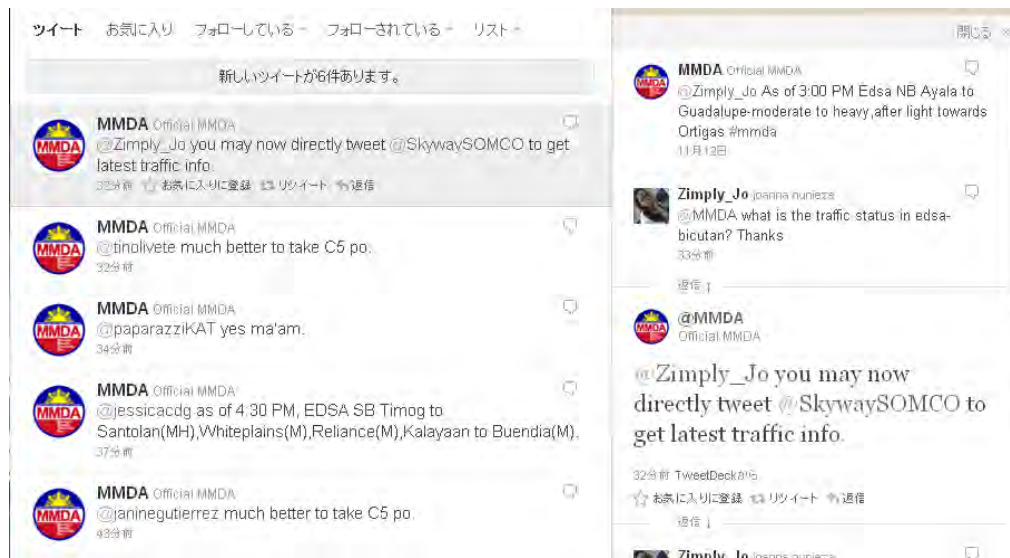 ツイート お気に入り フォローしている フォローされている リスト
新しいツイートが6件あります。
MMDA Official MMDA
@Zimply_Jo you may now directly tweet @SkywaySOMCO to get
latest traffic info.
32分前 お気に入りに登録 リツイート 返信
MMDA Official MMDA
@tinolivete much better to take C5 po.
32分前
MMDA Official MMDA
@paparazziKAT yes ma'am.
34分前
MMDA Official MMDA
@jessicacdg as of 4:30 PM, EDSA SB Timog to
Santolan(MH),Whiteplains(M),Reliance(M),Kalayaan to Buendia(M).
37分前
MMDA Official MMDA
@janinegutierrez much better to take C5 po.
43分前
閉じる ×
MMDA Official MMDA
@Zimply_Jo As of 3:00 PM Edsa NB Ayala to
Guadalupe-moderate to heavy,after light towards
Ortigas #mmda
11月12日
Zimply_Jo joanna nunieza
@MMDA what is the traffic status in edsa-
bicutan? Thanks
33分前
返信 ↑
@MMDA
Official MMDA
@Zimply_Jo you may now
directly tweet @SkywaySOMCO to
get latest traffic info.
32分前 TweetDeckから
お気に入りに登録 リツイート 返信
返信 ↓
Zimply_Jo joanna nunieza